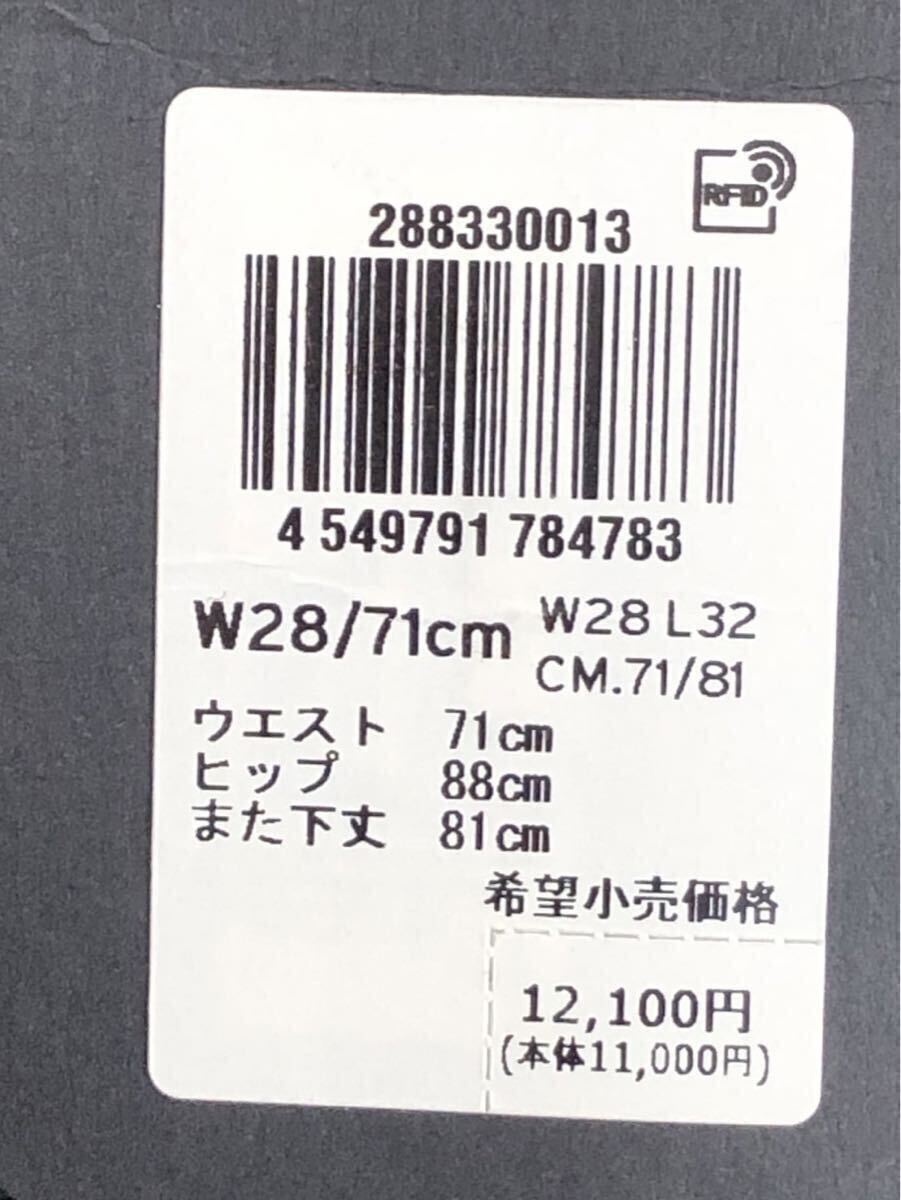 RFID
288330013
4 549791 784783
W28/71cm
W28 L32
CM.71/81
ウエスト 71cm
ヒップ 88cm
また下丈 81cm
希望小売価格
12,100円
(本体11,000円)